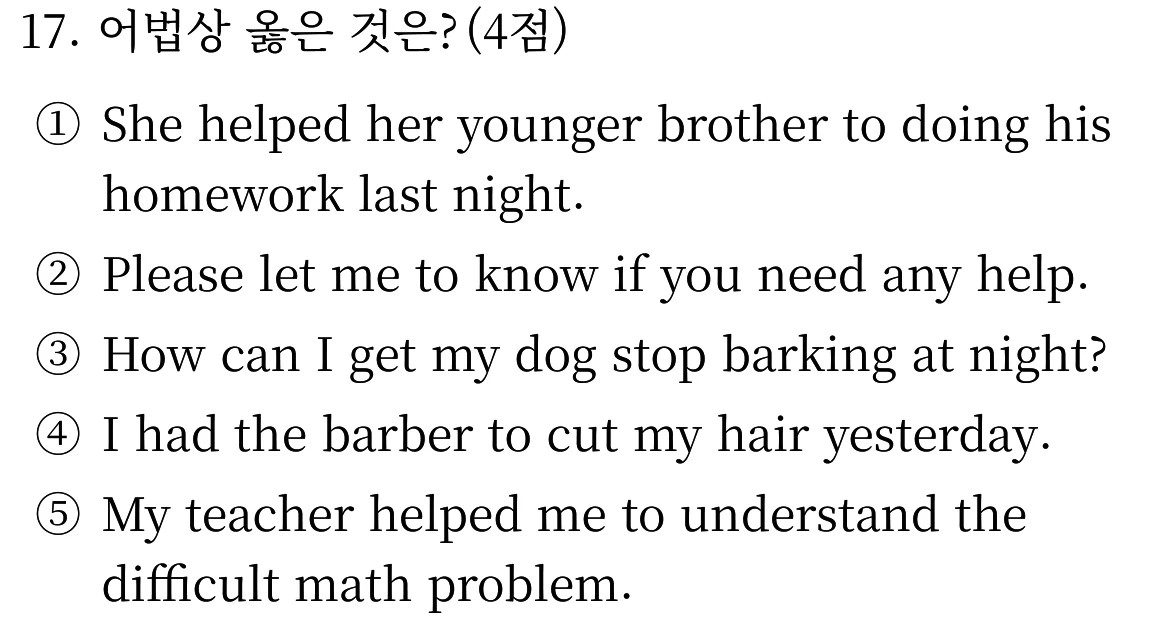 17. 어법상 옳은 것은? (4점)
① She helped her younger brother to doing his
homework last night.
② Please let me to know if you need any help.
③ How can I get my dog stop barking at night?
④ I had the barber to cut my hair yesterday.
⑤ My teacher helped me to understand the
difficult math problem.